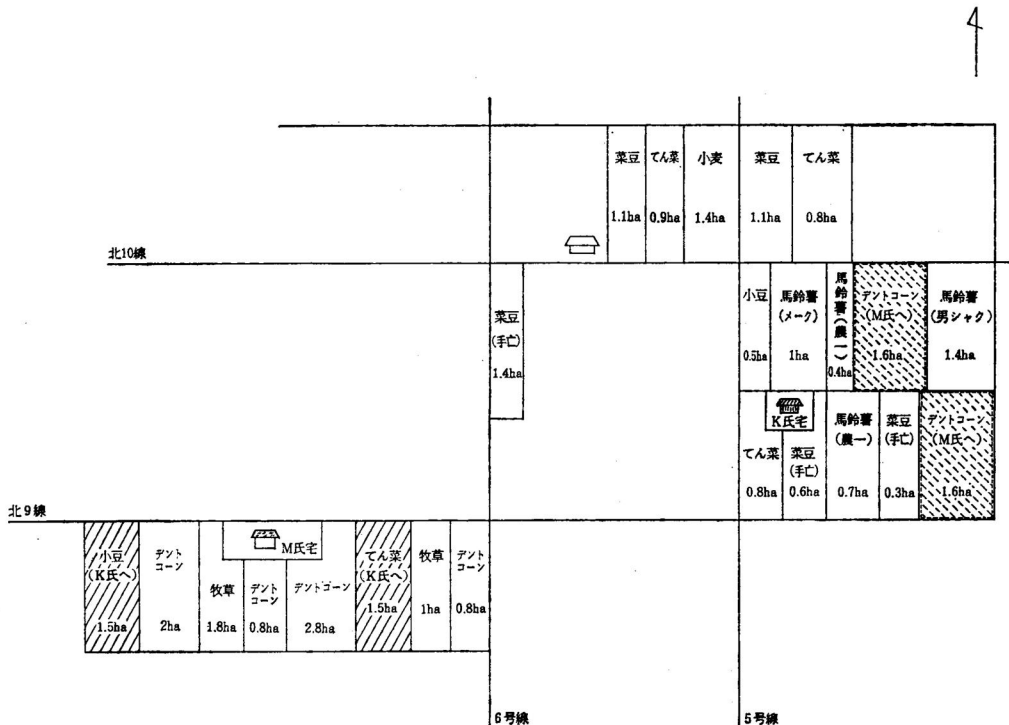 菜豆
1.1ha
てん菜
0.9ha
小麦
1.4ha
菜豆
1.1ha
てん菜
0.8ha
北10線
菜豆
(手亡)
1.4ha
小豆
0.5ha
馬鈴薯
(メーク)
1ha
馬鈴薯(農一)
0.4ha
デントコーン
(M氏へ)
1.6ha
馬鈴薯
(男シャク)
1.4ha
K氏宅
てん菜
0.8ha
菜豆
(手亡)
0.6ha
馬鈴薯
(農一)
0.7ha
菜豆
(手亡)
0.3ha
デントコーン
(M氏へ)
1.6ha
北9線
小豆
(K氏へ)
1.5ha
デント
コーン
2ha
牧草
1.8ha
M氏宅
デント
コーン
0.8ha
デントコーン
2.8ha
てん菜
(K氏へ)
1.5ha
牧草
1ha
デント
コーン
0.8ha
6号線
5号線